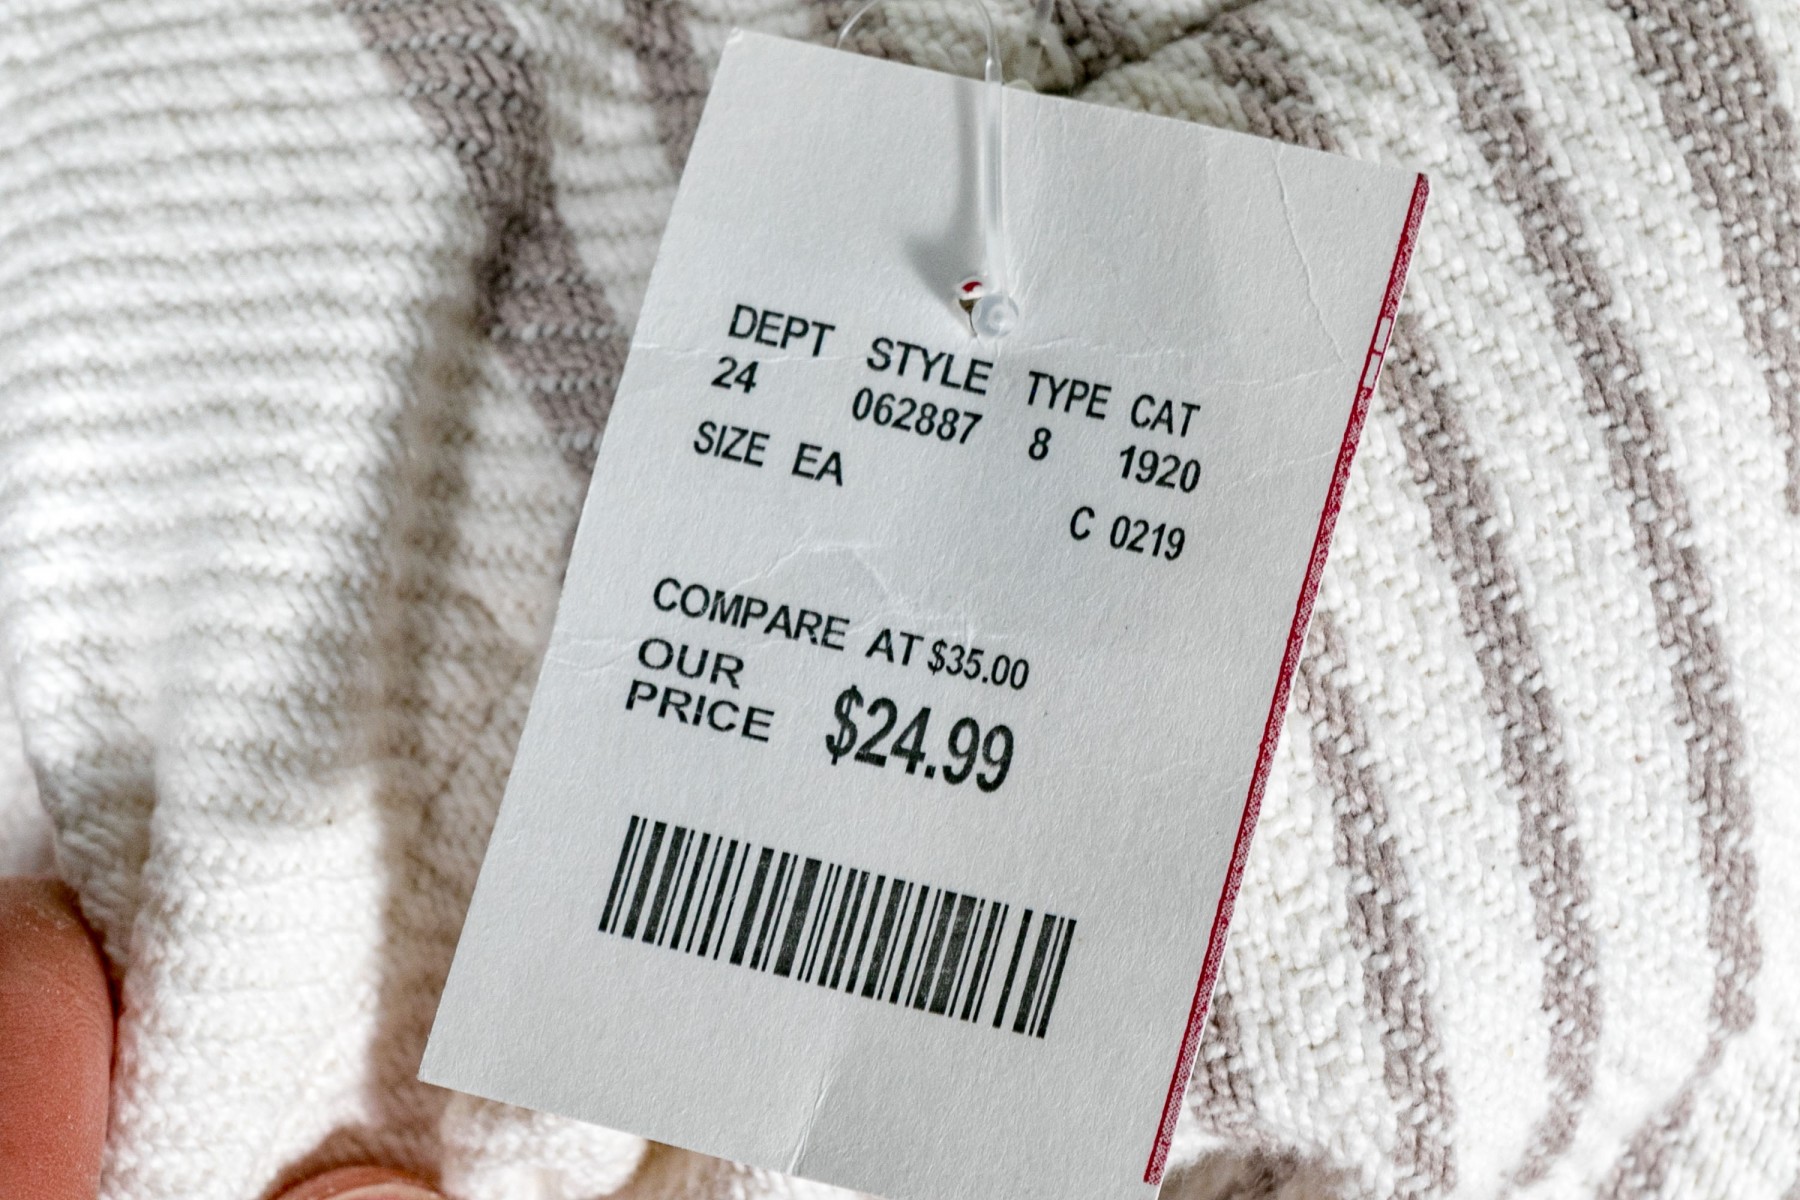 DEPT STYLE TYPE CAT
24 062887 8 1920
SIZE EA
C 0219
COMPARE AT $35.00
OUR
PRICE $24.99